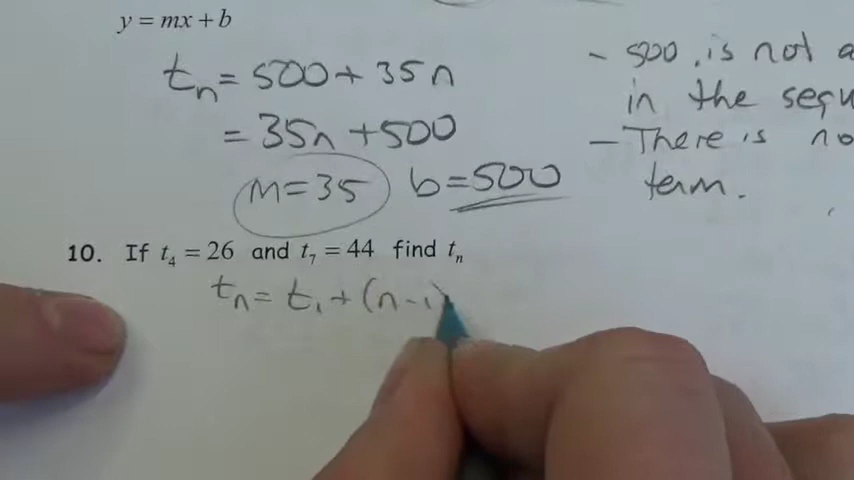 y = mx + b
tₙ = 500 + 35n
= 35n + 500
m = 35 b = 500
- 500 is not a
in the
- There is no
term.
10. If t₄ = 26 and t₇ = 44 find tₙ
tₙ = t₁ + (n - 1)